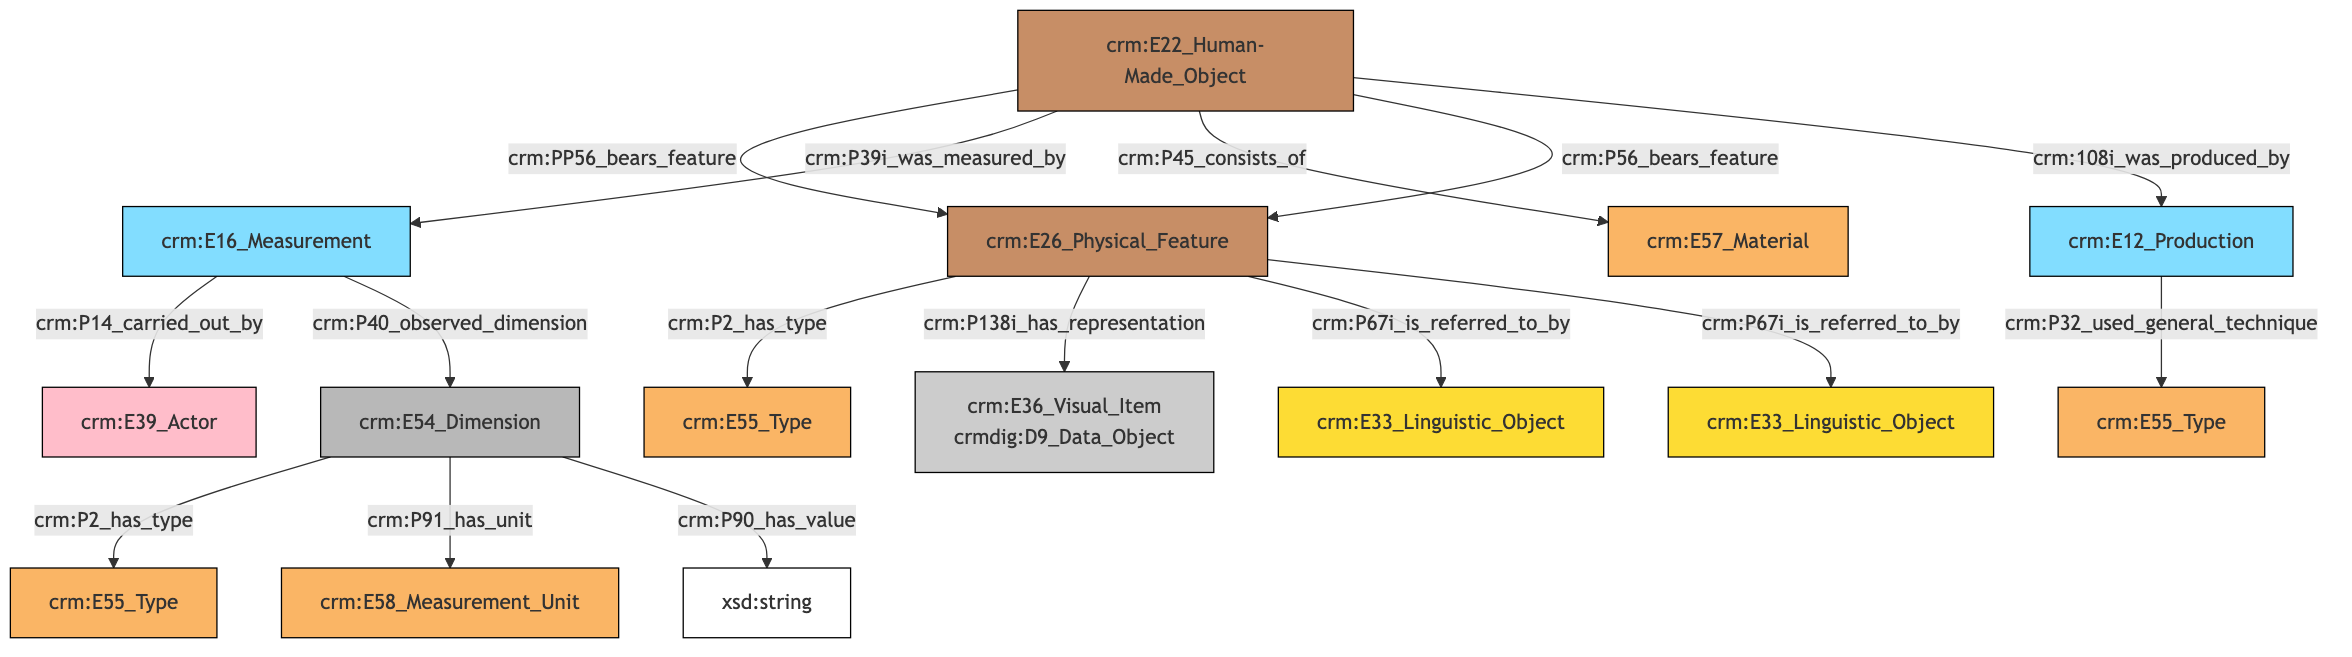 crm:E22_Human-
Made_Object
crm:PP56_bears_feature
crm:P39i_was_measured_by
crm:P45_consists_of
crm:P56_bears_feature
crm:108i_was_produced_by
crm:E16_Measurement
crm:E26_Physical_Feature
crm:E57_Material
crm:E12_Production
crm:P14_carried_out_by
crm:P40_observed_dimension
crm:P2_has_type
crm:P138i_has_representation
crm:P67i_is_referred_to_by
crm:P67i_is_referred_to_by
crm:P32_used_general_technique
crm:E39_Actor
crm:E54_Dimension
crm:E55_Type
crm:E36_Visual_Item
crmdig:D9_Data_Object
crm:E33_Linguistic_Object
crm:E33_Linguistic_Object
crm:E55_Type
crm:P2_has_type
crm:P91_has_unit
crm:P90_has_value
crm:E55_Type
crm:E58_Measurement_Unit
xsd:string